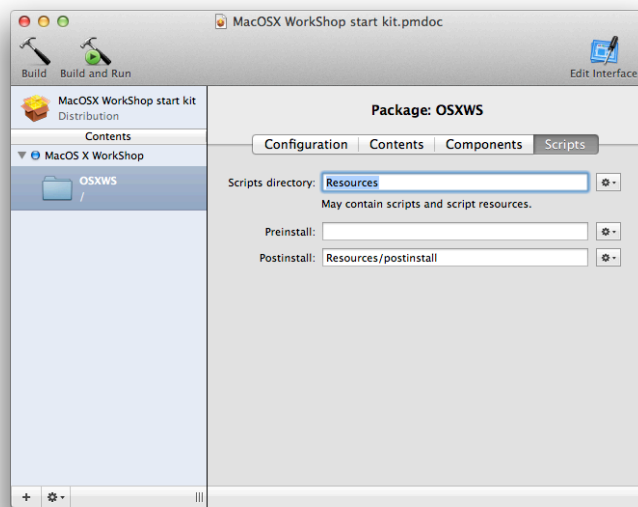 MacOSX WorkShop start kit.pmdoc
Build
Build and Run
Edit Interface
MacOSX WorkShop start kit
Distribution
Contents
MacOS X WorkShop
OSXWS
/
Package: OSXWS
Configuration
Contents
Components
Scripts
Scripts directory:
Resources
May contain scripts and script resources.
Preinstall:
Postinstall:
Resources/postinstall